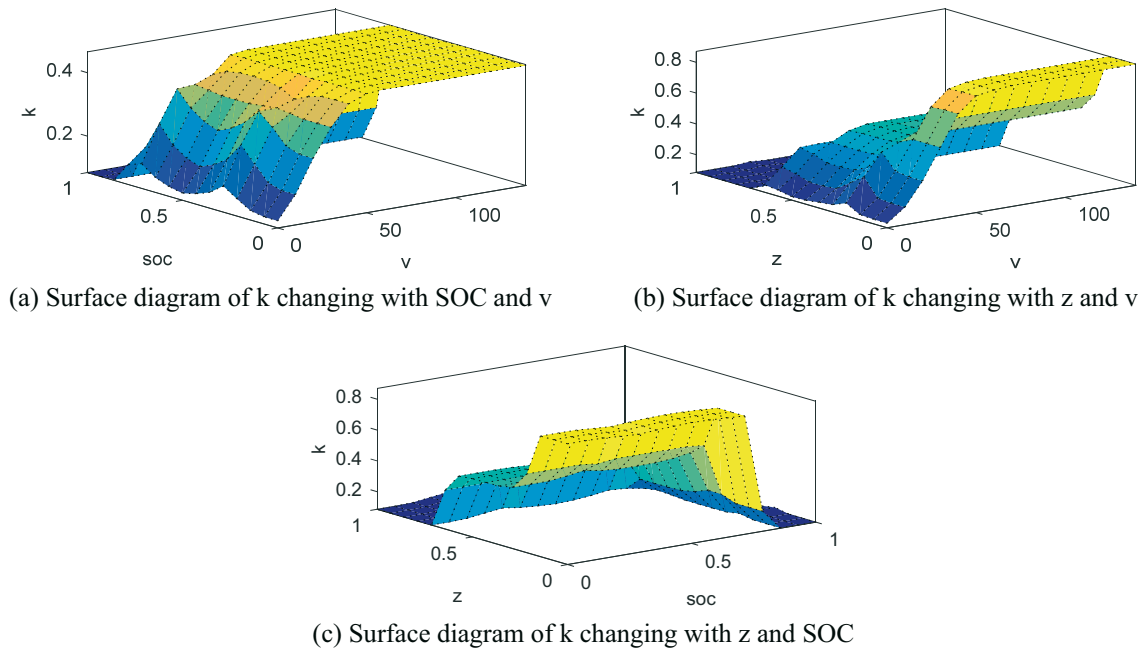 0.4
0.2
k
1
0.5
0
soc
0
50
100
v
(a) Surface diagram of k changing with SOC and v
0.8
0.6
0.4
0.2
k
1
0.5
0
z
0
50
100
v
(b) Surface diagram of k changing with z and v
0.8
0.6
0.4
0.2
k
1
0.5
0
z
0
0.5
1
soc
(c) Surface diagram of k changing with z and SOC